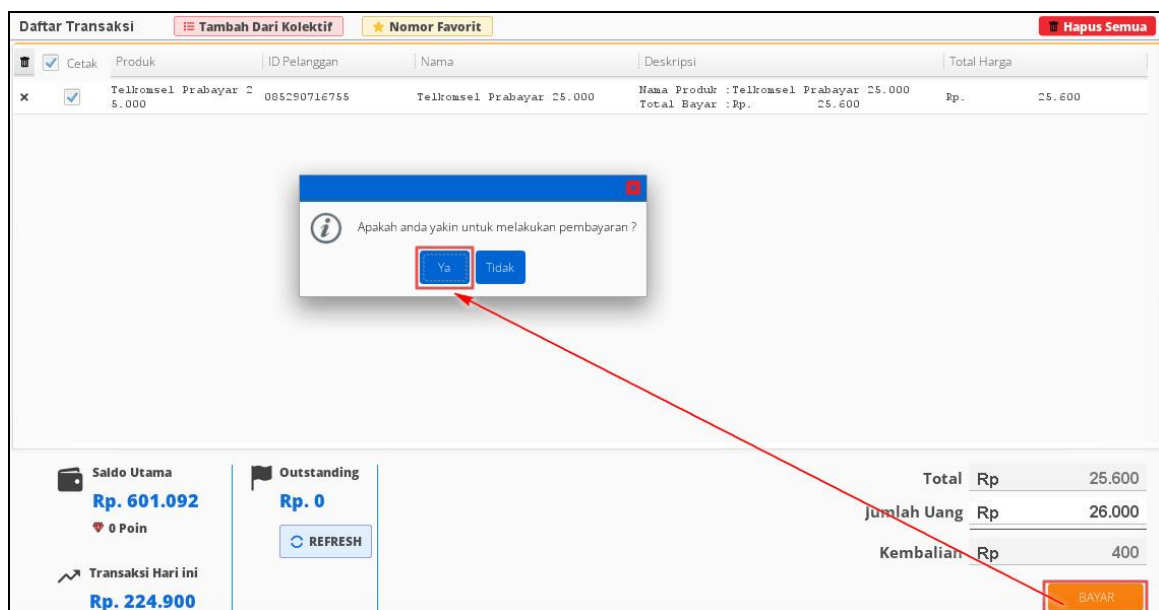 Daftar Transaksi
Tambah Dari Kolektif
Nomor Favorit
Hapus Semua
Cetak Produk ID Pelanggan Nama Deskripsi Total Harga
Telkomsel Prabayar 2 085290716755 Telkomsel Prabayar 25.000 Nama Produk :Telkomsel Prabayar 25.000 Rp. 25.600
5.000 Total Bayar :Rp. 25.600
Apakah anda yakin untuk melakukan pembayaran ?
Ya Tidak
Saldo Utama
Rp. 601.092
0 Poin
Transaksi Hari ini
Rp. 224.900
Outstanding
Rp. 0
REFRESH
Total Rp 25.600
Jumlah Uang Rp 26.000
Kembalian Rp 400
BAYAR